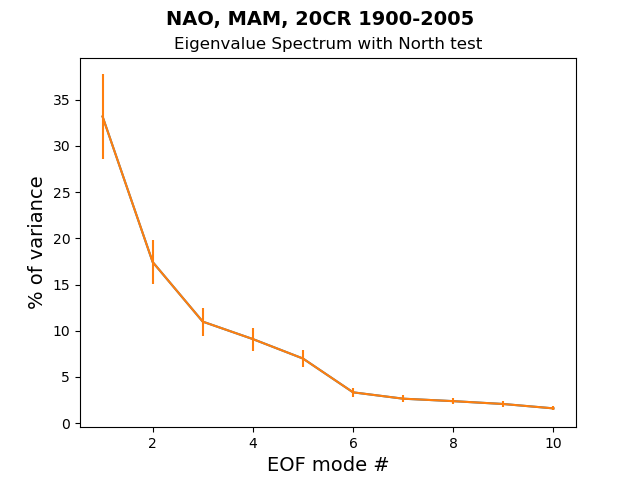 NAO, MAM, 20CR 1900-2005
Eigenvalue Spectrum with North test
35
30
25
20
15
10
5
0
% of variance
2 4 6 8 10
EOF mode #